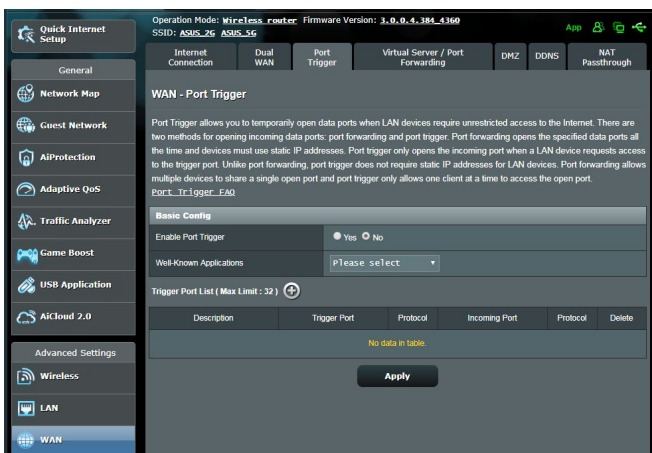 Quick Internet
Setup
Operation Mode: Wireless router Firmware Version: 3.0.0.4.384_4360
SSID: ASUS_2G ASUS_5G
App
Internet
Connection
Dual
WAN
Port
Trigger
Virtual Server / Port
Forwarding
DMZ
DDNS
NAT
Passthrough
General
Network Map
Guest Network
AiProtection
Adaptive QoS
Traffic Analyzer
Game Boost
USB Application
AiCloud 2.0
Advanced Settings
Wireless
LAN
WAN
WAN - Port Trigger
Port Trigger allows you to temporarily open data ports when LAN devices require unrestricted access to the Internet. There are
two methods for opening incoming data ports: port forwarding and port trigger. Port forwarding opens the specified data ports all
the time and devices must use static IP addresses. Port trigger only opens the incoming port when a LAN device requests access
to the trigger port. Unlike port forwarding, port trigger does not require static IP addresses for LAN devices. Port forwarding allows
multiple devices to share a single open port and port trigger only allows one client at a time to access the open port.
Port Trigger FAQ
Basic Config
Enable Port Trigger Yes No
Well-Known Applications Please select
Trigger Port List ( Max Limit : 32 )
Description Trigger Port Protocol Incoming Port Protocol Delete
No data in table.
Apply